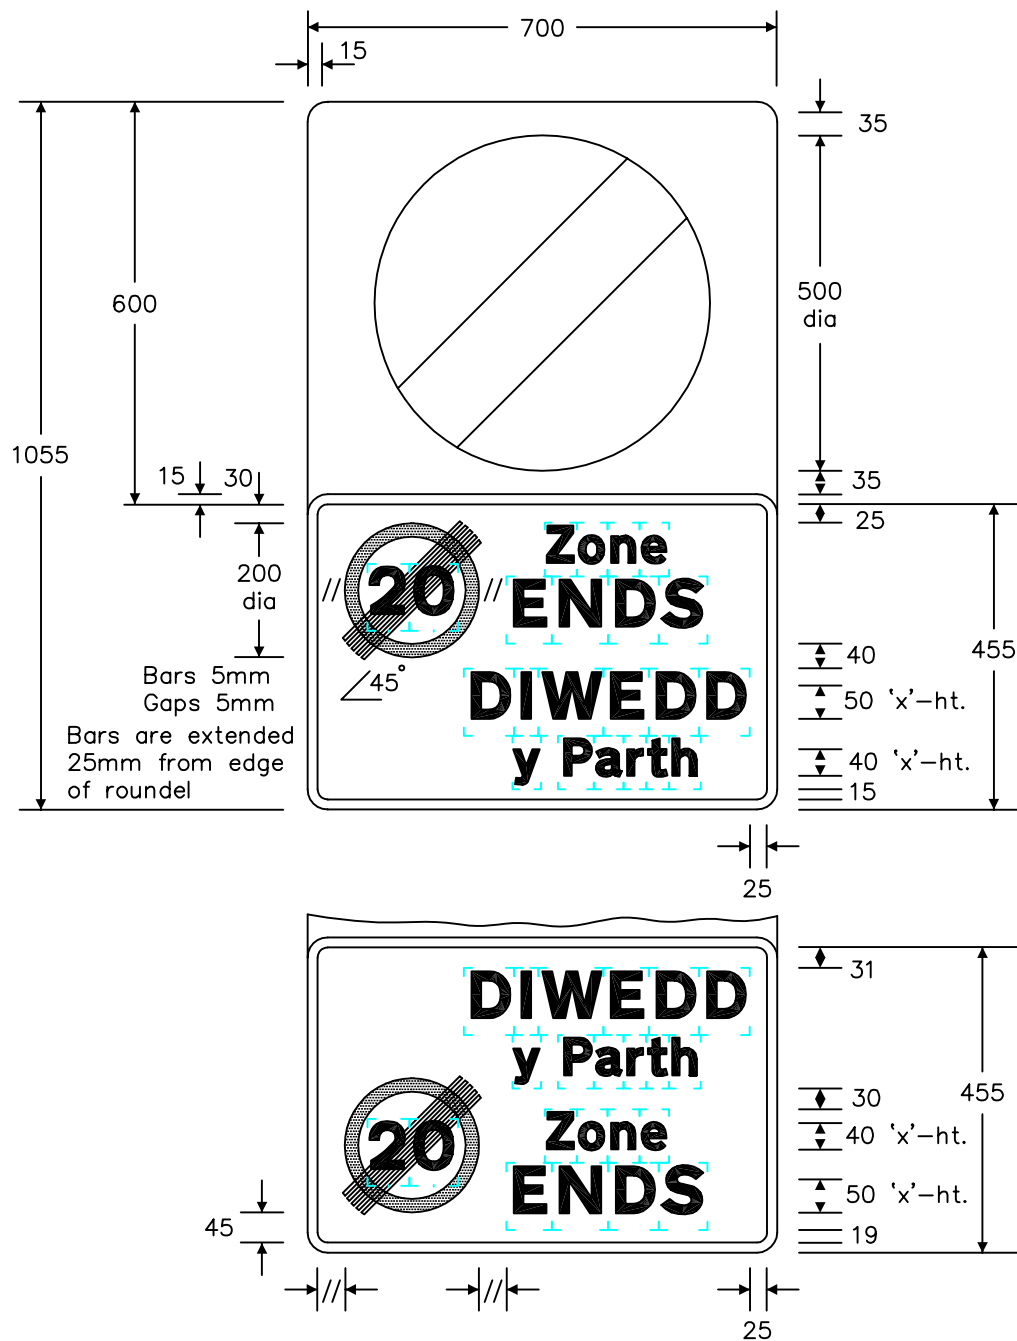 700
15
35
600
500
dia
1055
15 30
35
25
200
dia
20
Zone
ENDS
455
40
45°
Bars 5mm
Gaps 5mm
50 'x'-ht.
DIWEDD
y Parth
Bars are extended
25mm from edge
of roundel
40 'x'-ht.
15
25
31
DIWEDD
y Parth
455
30
20
Zone
ENDS
40 'x'-ht.
50 'x'-ht.
45
19
25